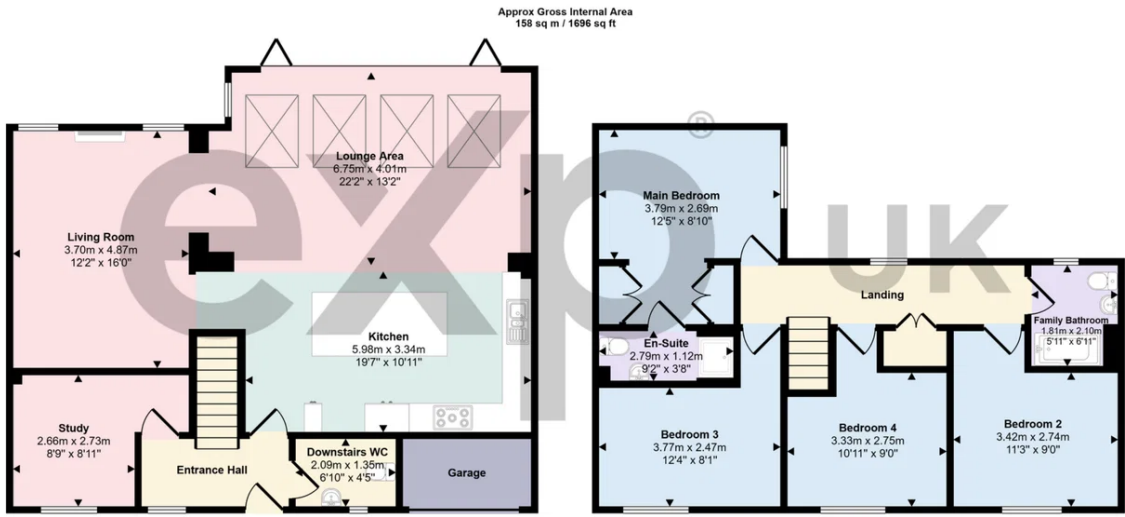 Approx Gross Internal Area
158 sq m / 1696 sq ft
Lounge Area
6.75m x 4.01m
22'2" x 13'2"
Living Room
3.70m x 4.87m
12'2" x 16'0"
Kitchen
5.98m x 3.34m
19'7" x 10'11"
Study
2.66m x 2.73m
8'9" x 8'11"
Entrance Hall
Downstairs WC
2.09m x 1.35m
6'10" x 4'5"
Garage
Main Bedroom
3.79m x 2.69m
12'5" x 8'10"
Landing
Family Bathroom
1.81m x 2.10m
5'11" x 6'11"
En-Suite
2.79m x 1.12m
9'2" x 3'8"
Bedroom 3
3.77m x 2.47m
12'4" x 8'1"
Bedroom 4
3.33m x 2.75m
10'11" x 9'0"
Bedroom 2
3.42m x 2.74m
11'3" x 9'0"
exp® UK